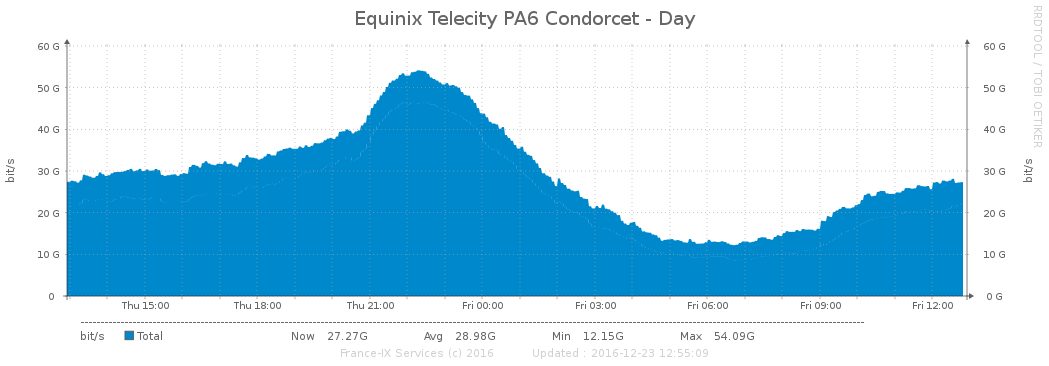 Equinix Telecity PA6 Condorcet - Day
RRDTOOL / TOBI OETIKER
60 G 60 G
50 G 50 G
40 G 40 G
30 G 30 G
20 G 20 G
10 G 10 G
0 0 G
bit/s bit/s
Thu 15:00 Thu 18:00 Thu 21:00 Fri 00:00 Fri 03:00 Fri 06:00 Fri 09:00 Fri 12:00
bit/s Total Now 27.27G Avg 28.98G Min 12.15G Max 54.09G
France-IX Services (c) 2016 Updated : 2016-12-23 12:55:09